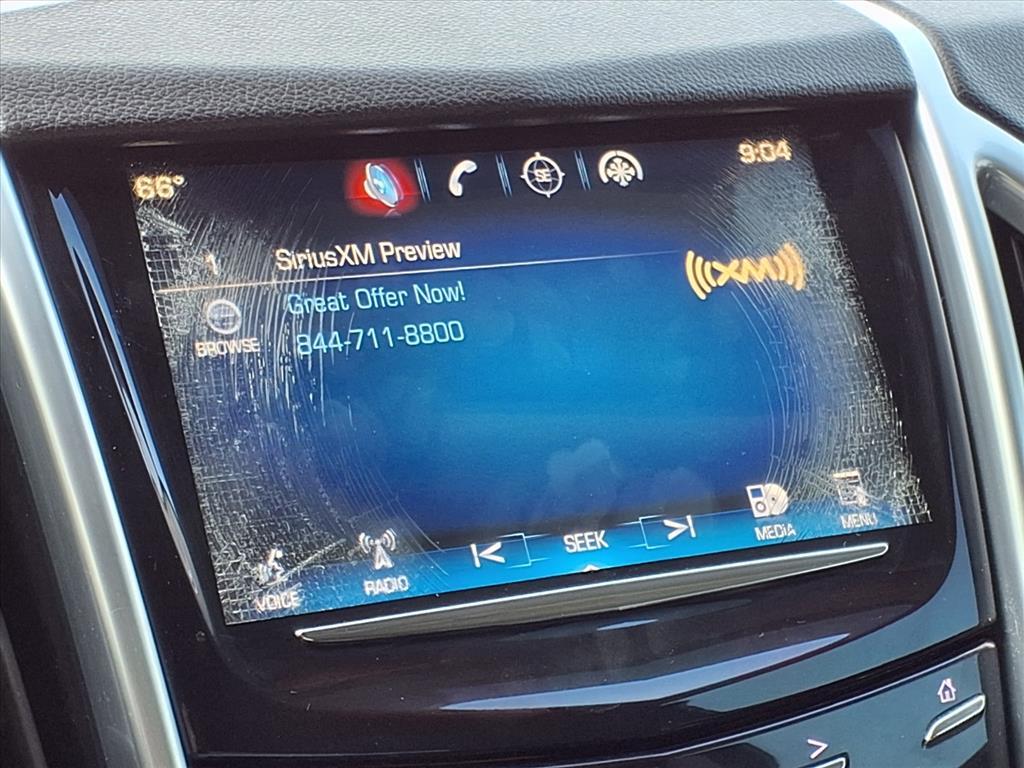 66°
SE
9:04
1
SiriusXM Preview
XM
Great Offer Now!
BROWSE
844-711-8800
VOICE
RADIO
SEEK
MEDIA
MENU